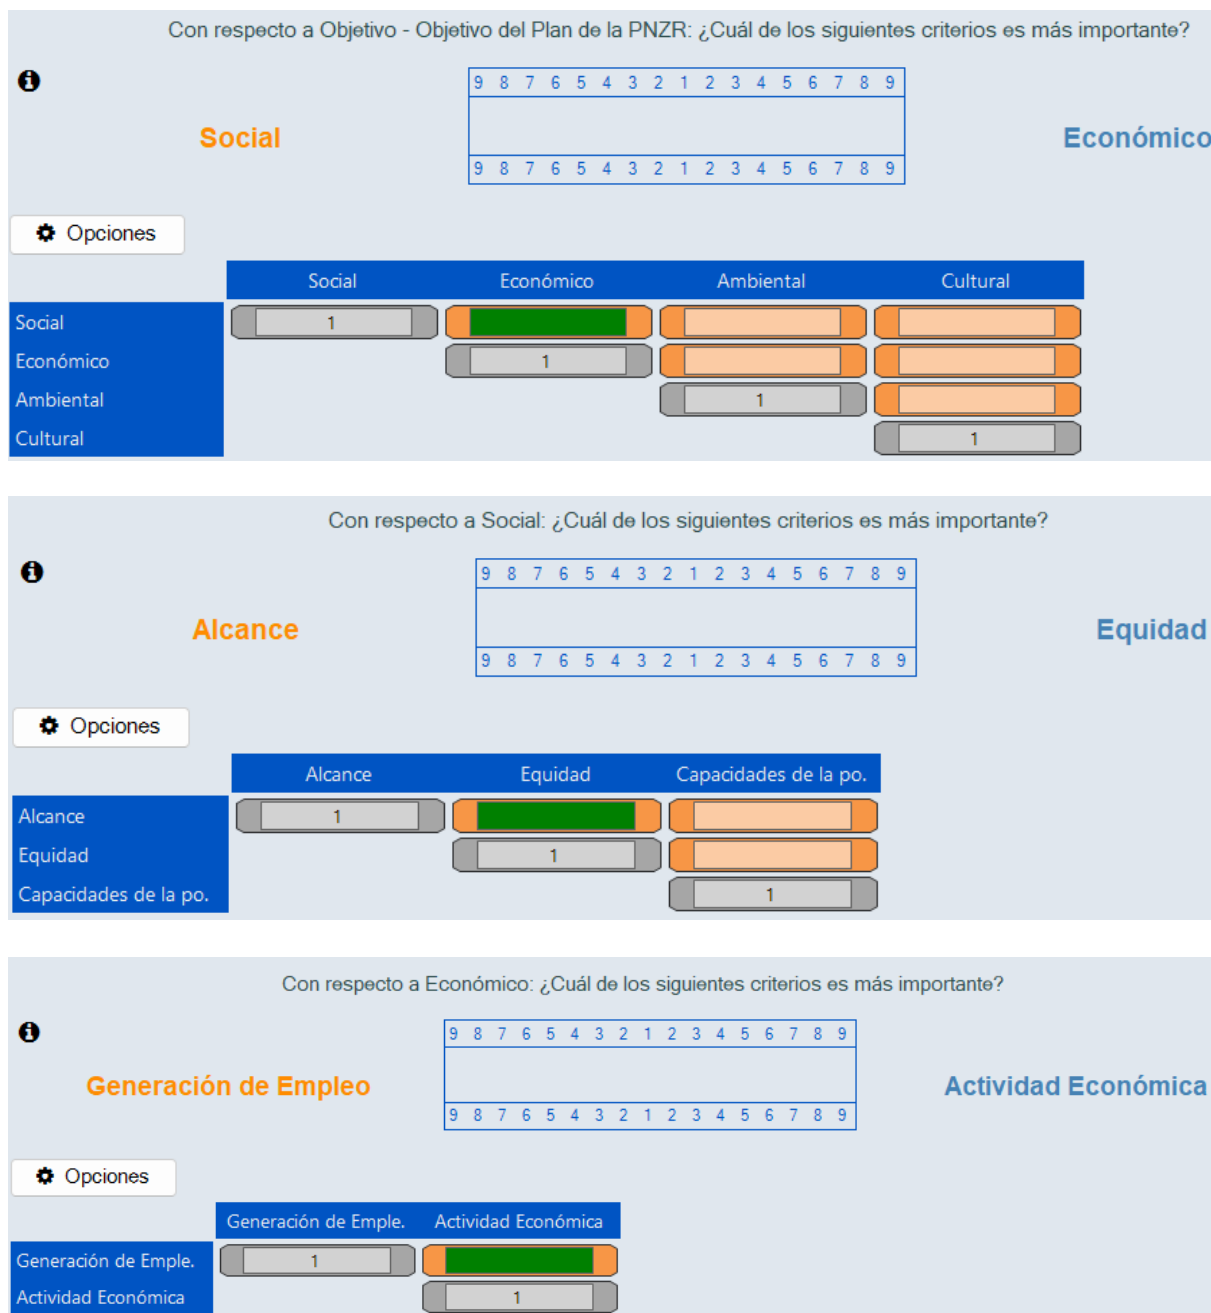 Con respecto a Objetivo - Objetivo del Plan de la PNZR: ¿Cuál de los siguientes criterios es más importante?
9 8 7 6 5 4 3 2 1 2 3 4 5 6 7 8 9
Social Económico
9 8 7 6 5 4 3 2 1 2 3 4 5 6 7 8 9
Opciones
Social Económico Ambiental Cultural
Social 1
Económico 1
Ambiental 1
Cultural 1
Con respecto a Social: ¿Cuál de los siguientes criterios es más importante?
9 8 7 6 5 4 3 2 1 2 3 4 5 6 7 8 9
Alcance Equidad
9 8 7 6 5 4 3 2 1 2 3 4 5 6 7 8 9
Opciones
Alcance Equidad Capacidades de la po.
Alcance 1
Equidad 1
Capacidades de la po. 1
Con respecto a Económico: ¿Cuál de los siguientes criterios es más importante?
9 8 7 6 5 4 3 2 1 2 3 4 5 6 7 8 9
Generación de Empleo Actividad Económica
9 8 7 6 5 4 3 2 1 2 3 4 5 6 7 8 9
Opciones
Generación de Emple. Actividad Económica
Generación de Emple. 1
Actividad Económica 1